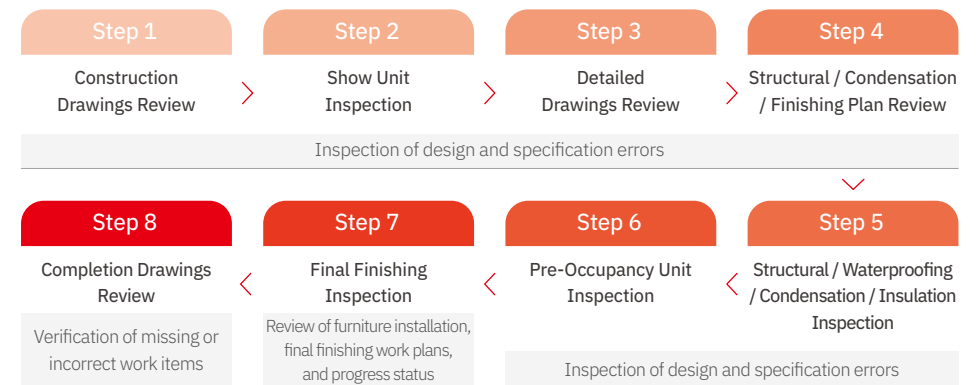 Step 1
Step 2
Step 3
Step 4
Construction
Drawings Review
Show Unit
Inspection
Detailed
Drawings Review
Structural / Condensation
/ Finishing Plan Review
Inspection of design and specification errors
Step 8
Step 7
Step 6
Step 5
Completion Drawings
Review
Final Finishing
Inspection
Pre-Occupancy Unit
Inspection
Structural / Waterproofing
/ Condensation / Insulation
Inspection
Verification of missing or
incorrect work items
Review of furniture installation,
final finishing work plans,
and progress status
Inspection of design and specification errors